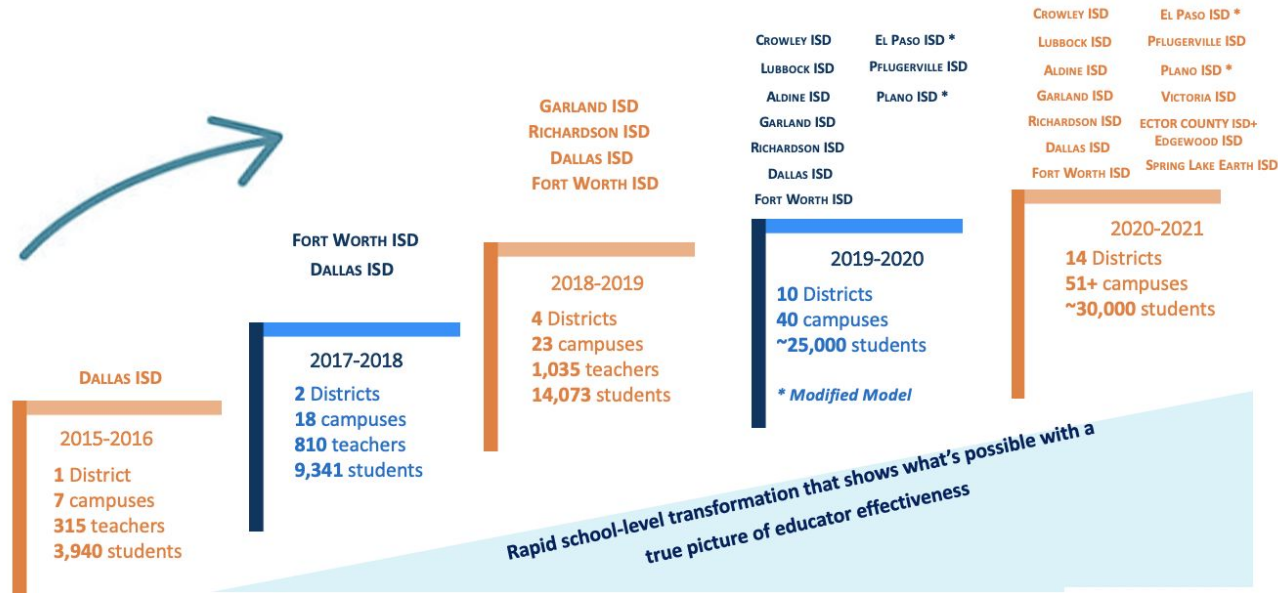 Dallas ISD
2015-2016
1 District
7 campuses
315 teachers
3,940 students
Fort Worth ISD
Dallas ISD
2017-2018
2 Districts
18 campuses
810 teachers
9,341 students
Garland ISD
Richardson ISD
Dallas ISD
Fort Worth ISD
2018-2019
4 Districts
23 campuses
1,035 teachers
14,073 students
Crowley ISD
Lubbock ISD
Aldine ISD
Garland ISD
Richardson ISD
Dallas ISD
Fort Worth ISD
El Paso ISD *
Pflugerville ISD
Plano ISD *
2019-2020
10 Districts
40 campuses
~25,000 students
* Modified Model
Crowley ISD
Lubbock ISD
Aldine ISD
Garland ISD
Richardson ISD
Dallas ISD
Fort Worth ISD
El Paso ISD *
Pflugerville ISD
Plano ISD *
Victoria ISD
ECTOR COUNTY ISD+
Edgewood ISD
Spring Lake Earth ISD
2020-2021
14 Districts
51+ campuses
~30,000 students
Rapid school-level transformation that shows what's possible with a
true picture of educator effectiveness